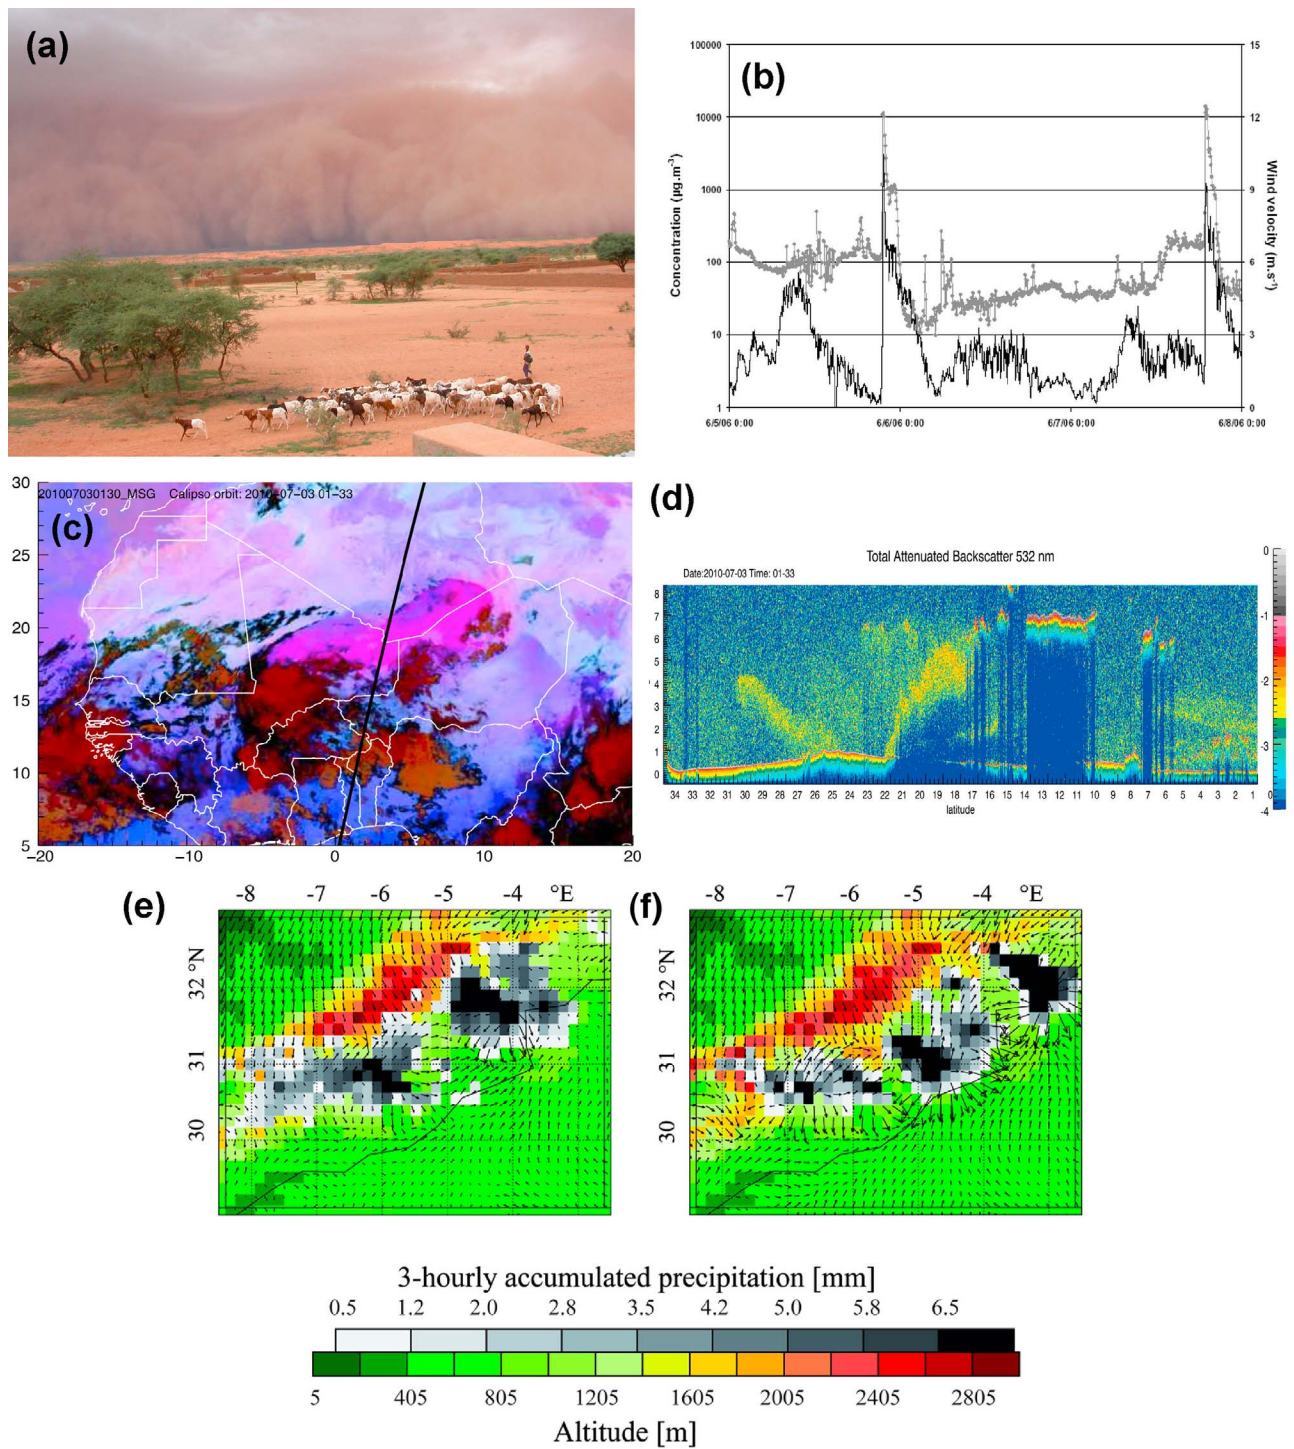 (a)
(b)
100000
10000
1000
100
10
1
Concentration (µg.m⁻³)
15
12
9
6
3
0
Wind velocity (m.s⁻¹)
6/5/06 0:00
6/6/06 0:00
6/7/06 0:00
6/8/06 0:00
(c)
201007030130_MSG Calipso orbit: 2010-07-03 01-33
30
25
20
15
10
5
-20
-10
0
10
20
(d)
Total Attenuated Backscatter 532 nm
Date:2010-07-03 Time: 01-33
8
7
6
5
4
3
2
1
0
34 33 32 31 30 29 28 27 26 25 24 23 22 21 20 19 18 17 16 15 14 13 12 11 10 9 8 7 6 5 4 3 2 1
latitude
0
-1
-2
-3
-4
(e)
-8 -7 -6 -5 -4 °E
32 °N
31
30
(f)
-8 -7 -6 -5 -4 °E
32 °N
31
30
3-hourly accumulated precipitation [mm]
0.5 1.2 2.0 2.8 3.5 4.2 5.0 5.8 6.5
5 405 805 1205 1605 2005 2405 2805
Altitude [m]